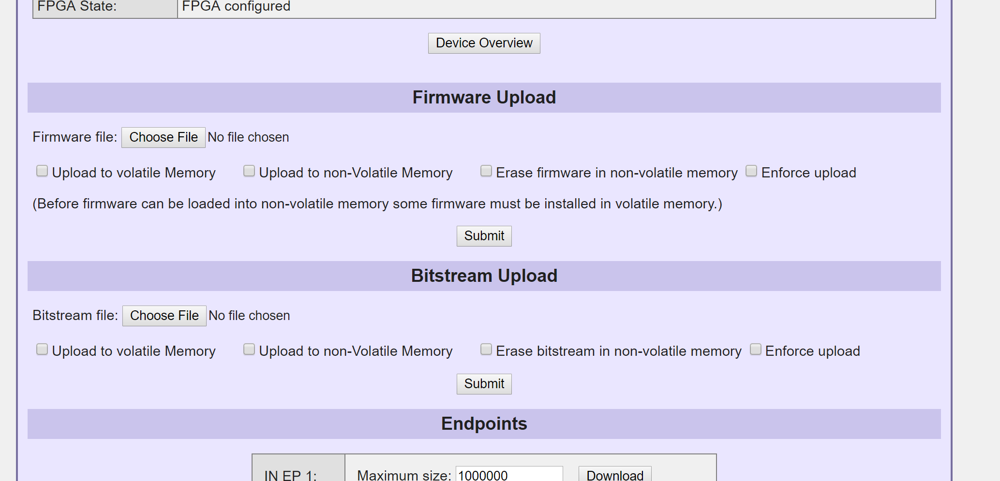 FPGA State: FPGA configured
Device Overview
Firmware Upload
Firmware file: Choose File No file chosen
Upload to volatile Memory Upload to non-Volatile Memory Erase firmware in non-volatile memory Enforce upload
(Before firmware can be loaded into non-volatile memory some firmware must be installed in volatile memory.)
Submit
Bitstream Upload
Bitstream file: Choose File No file chosen
Upload to volatile Memory Upload to non-Volatile Memory Erase bitstream in non-volatile memory Enforce upload
Submit
Endpoints
IN EP 1: Maximum size: 1000000 Download